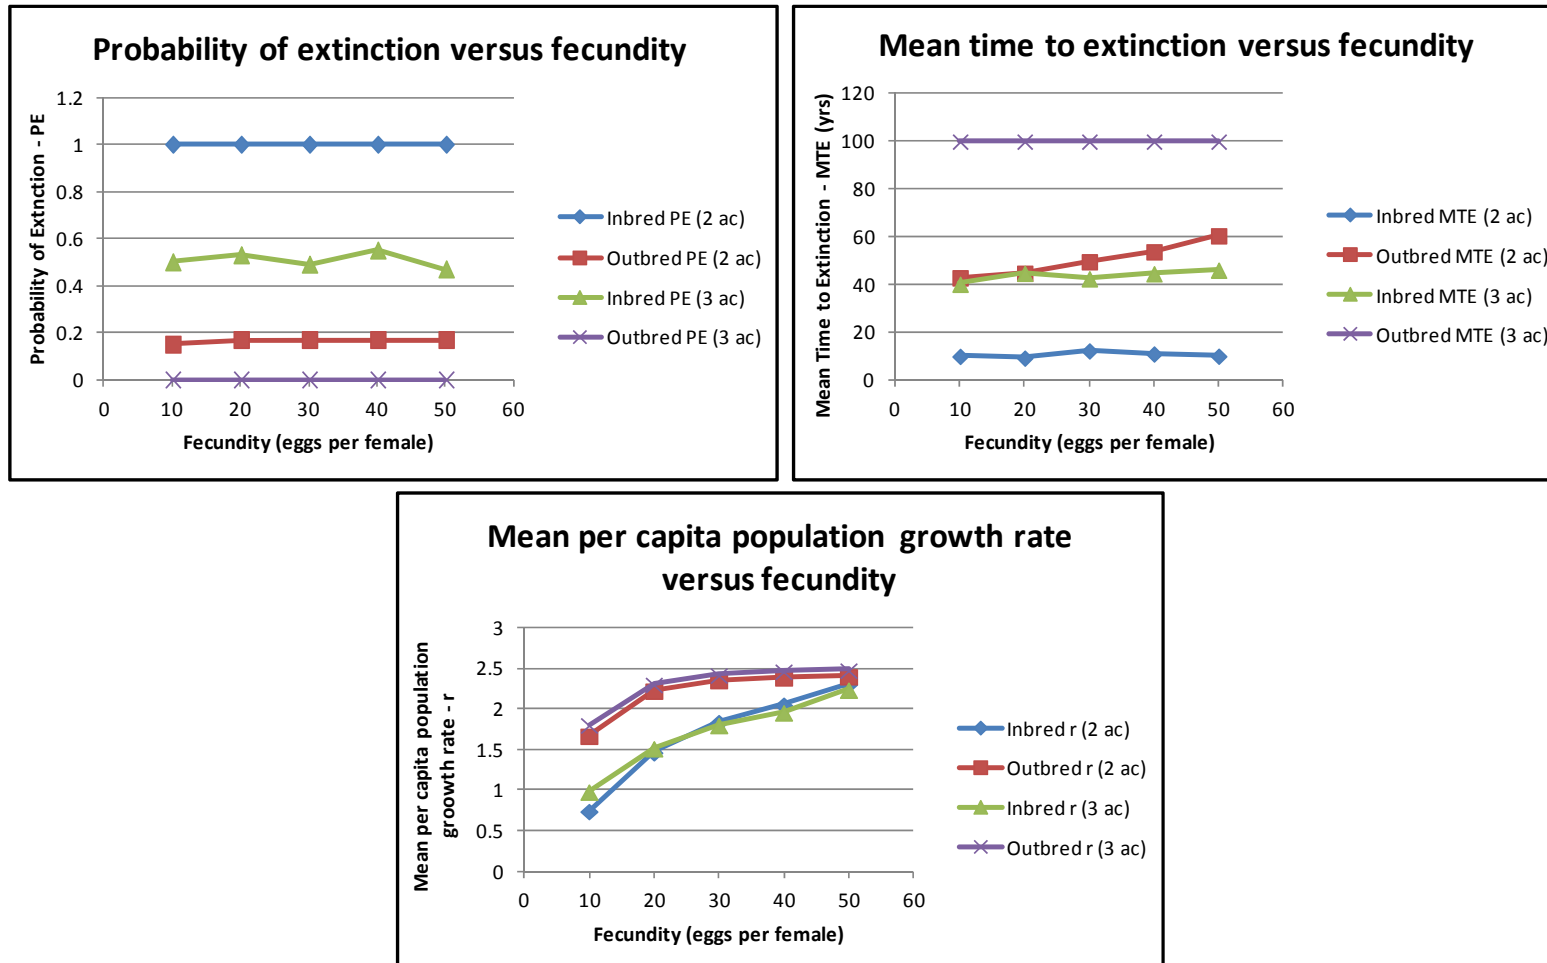 Probability of extinction versus fecundity
Probability of Extnction - PE
1.2
1
0.8
0.6
0.4
0.2
0
0 10 20 30 40 50 60
Fecundity (eggs per female)
Inbred PE (2 ac)
Outbred PE (2 ac)
Inbred PE (3 ac)
Outbred PE (3 ac)
Mean time to extinction versus fecundity
Mean Time to Extinction - MTE (yrs)
120
100
80
60
40
20
0
0 10 20 30 40 50 60
Fecundity (eggs per female)
Inbred MTE (2 ac)
Outbred MTE (2 ac)
Inbred MTE (3 ac)
Outbred MTE (3 ac)
Mean per capita population growth rate
versus fecundity
Mean per capita population
groowth rate - r
3
2.5
2
1.5
1
0.5
0
0 10 20 30 40 50 60
Fecundity (eggs per female)
Inbred r (2 ac)
Outbred r (2 ac)
Inbred r (3 ac)
Outbred r (3 ac)